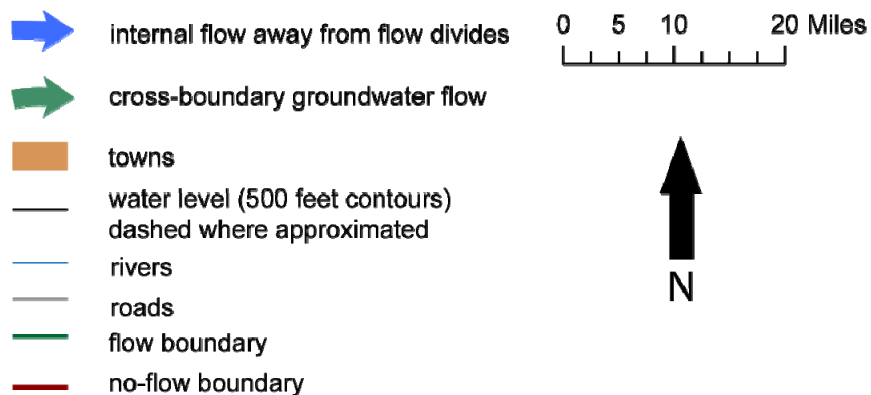 internal flow away from flow divides
cross-boundary groundwater flow
towns
water level (500 feet contours)
dashed where approximated
rivers
roads
flow boundary
no-flow boundary
0 5 10 20 Miles
N